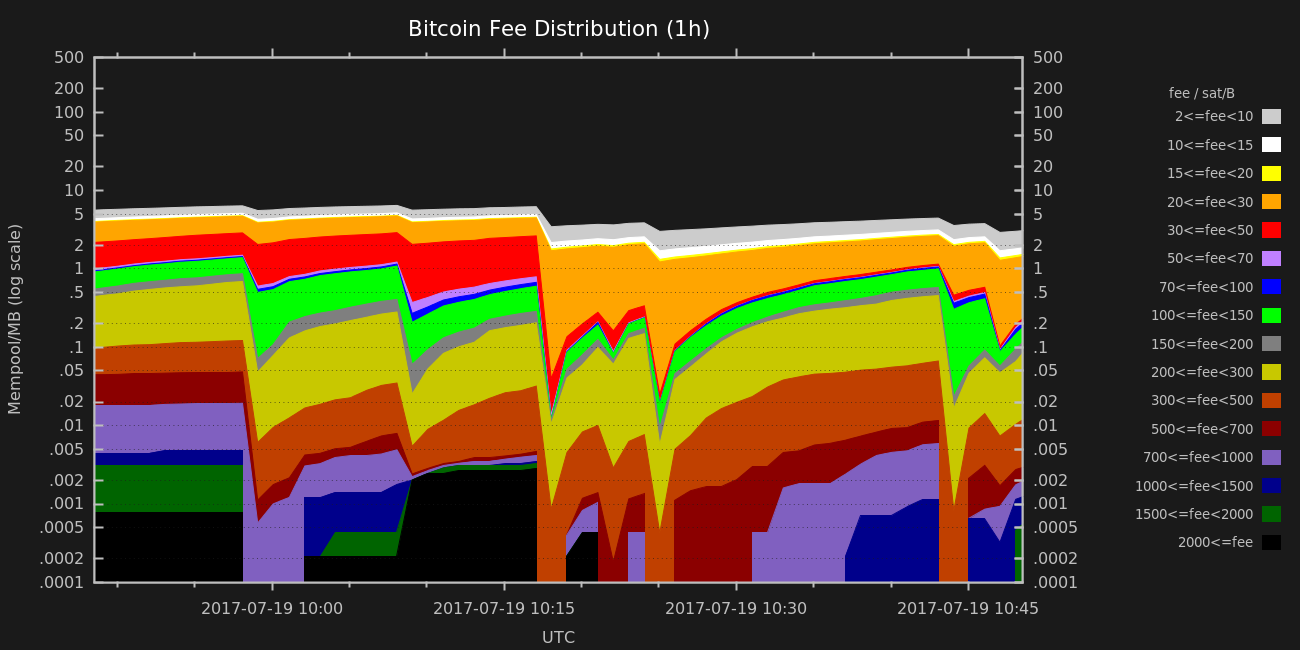 Bitcoin Fee Distribution (1h)
Mempool/MB (log scale)
500 500
200 200
100 100
50 50
20 20
10 10
5 5
2 2
1 1
.5 .5
.2 .2
.1 .1
.05 .05
.02 .02
.01 .01
.005 .005
.002 .002
.001 .001
.0005 .0005
.0002 .0002
.0001 .0001
2017-07-19 10:00 2017-07-19 10:15 2017-07-19 10:30 2017-07-19 10:45
UTC
fee / sat/B
2<=fee<10
10<=fee<15
15<=fee<20
20<=fee<30
30<=fee<50
50<=fee<70
70<=fee<100
100<=fee<150
150<=fee<200
200<=fee<300
300<=fee<500
500<=fee<700
700<=fee<1000
1000<=fee<1500
1500<=fee<2000
2000<=fee